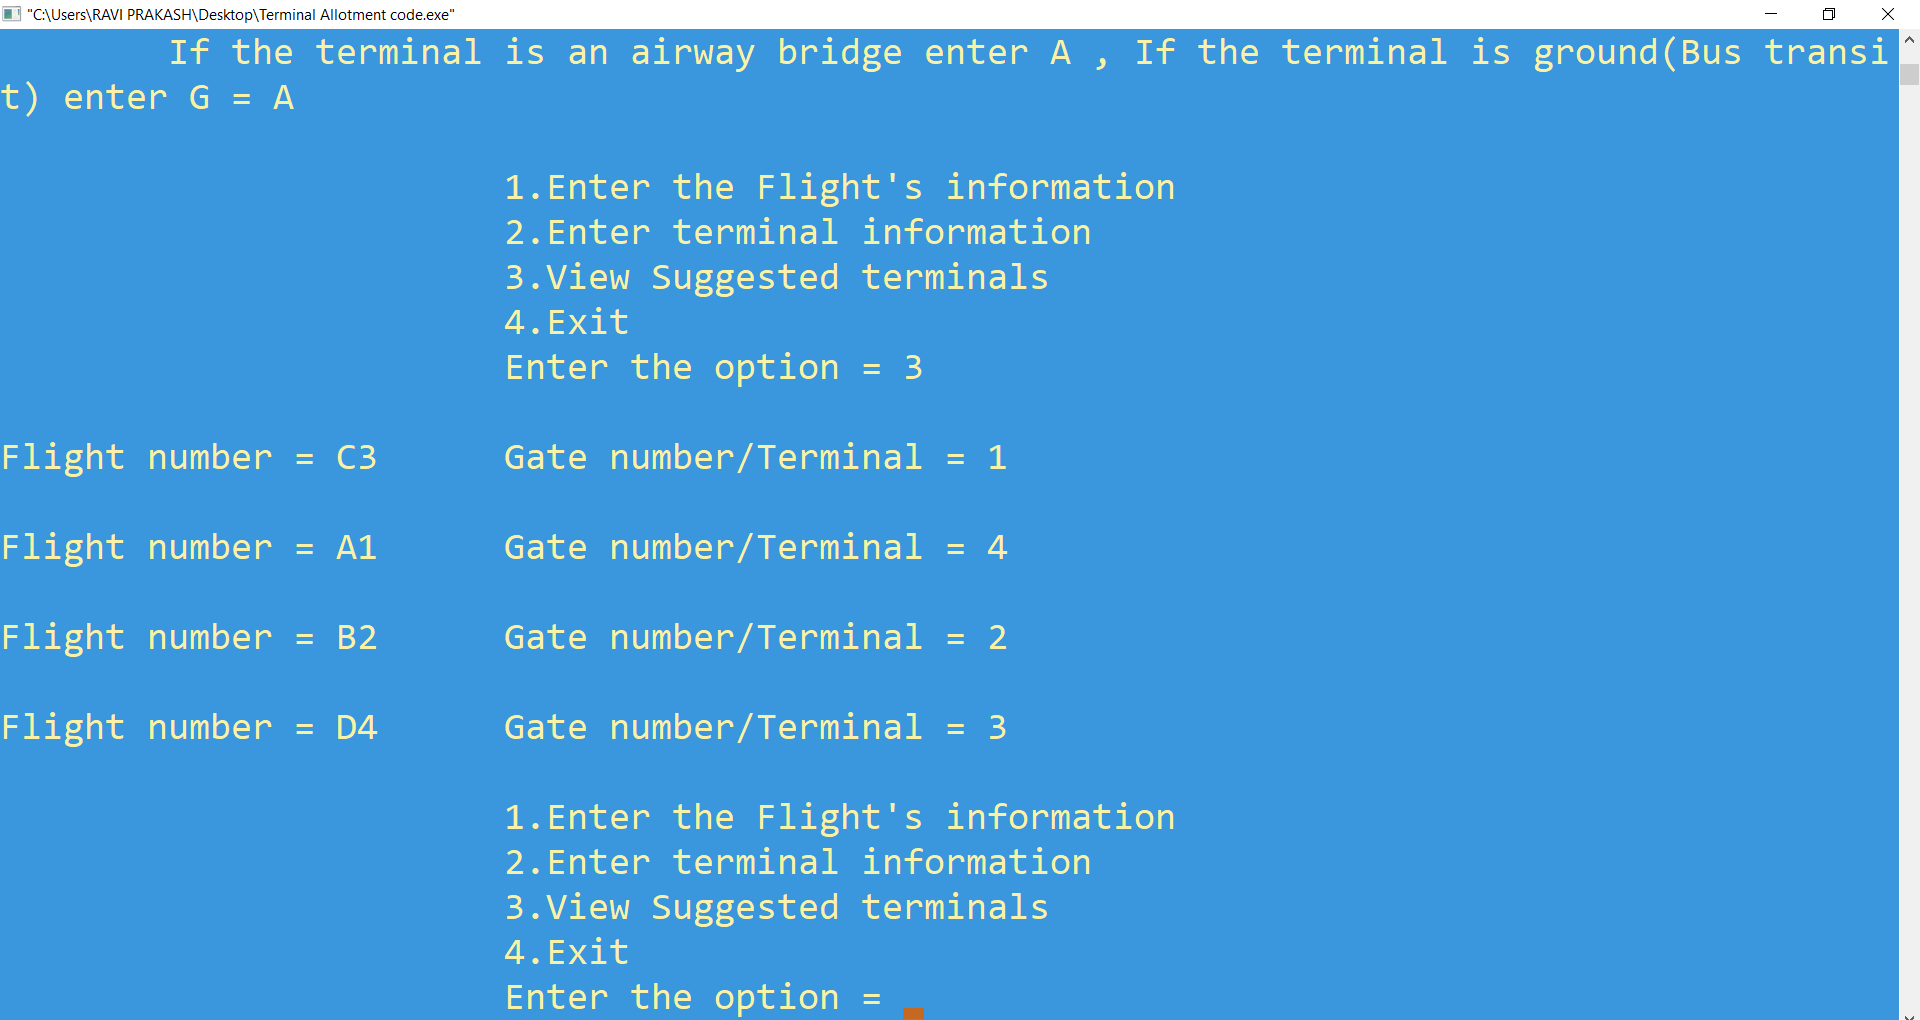 "C:\Users\RAVI PRAKASH\Desktop\Terminal Allotment code.exe"
If the terminal is an airway bridge enter A , If the terminal is ground(Bus transi
t) enter G = A
1.Enter the Flight's information
2.Enter terminal information
3.View Suggested terminals
4.Exit
Enter the option = 3
Flight number = C3 Gate number/Terminal = 1
Flight number = A1 Gate number/Terminal = 4
Flight number = B2 Gate number/Terminal = 2
Flight number = D4 Gate number/Terminal = 3
1.Enter the Flight's information
2.Enter terminal information
3.View Suggested terminals
4.Exit
Enter the option =